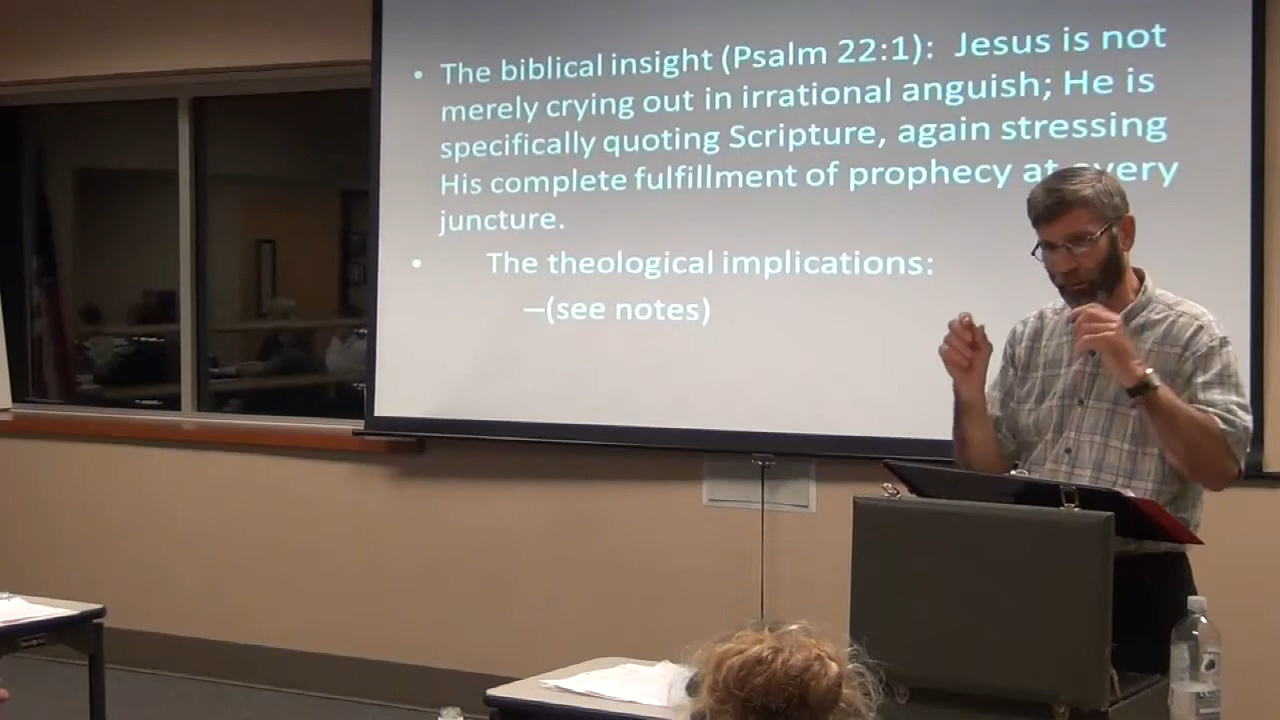 • The biblical insight (Psalm 22:1): Jesus is not
merely crying out in irrational anguish; He is
specifically quoting Scripture, again stressing
His complete fulfillment of prophecy at every
juncture.
• The theological implications:
–(see notes)